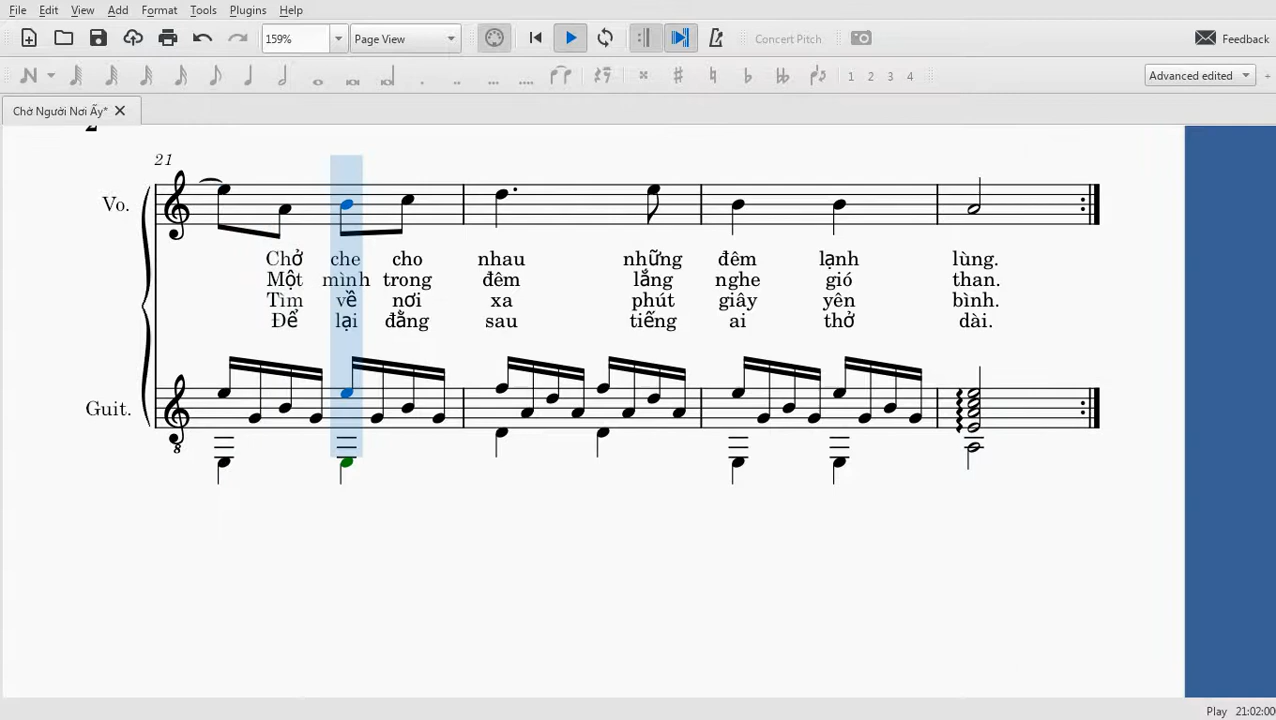 File Edit View Add Format Tools Plugins Help
159% Page View Concert Pitch Feedback
1 2 3 4 Advanced edited
Chờ Người Nơi Ấy*
2
21
Vo.
Chở che cho nhau những đêm lạnh lùng.
Một mình trong đêm lắng nghe gió than.
Tìm về nơi xa phút giây yên bình.
Để lại đằng sau tiếng ai thở dài.
Guit.
8
Play 21:02:00